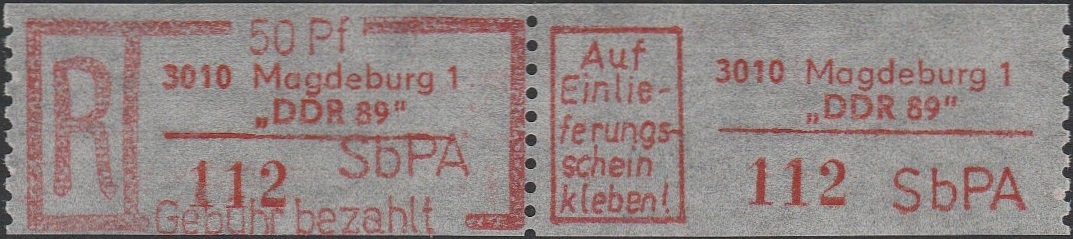 50 Pf
R
3010 Magdeburg 1
„DDR 89“
SbPA
112
Gebühr bezahlt
Auf
Einlie-
ferungs-
schein
kleben!
3010 Magdeburg 1
„DDR 89“
112 SbPA